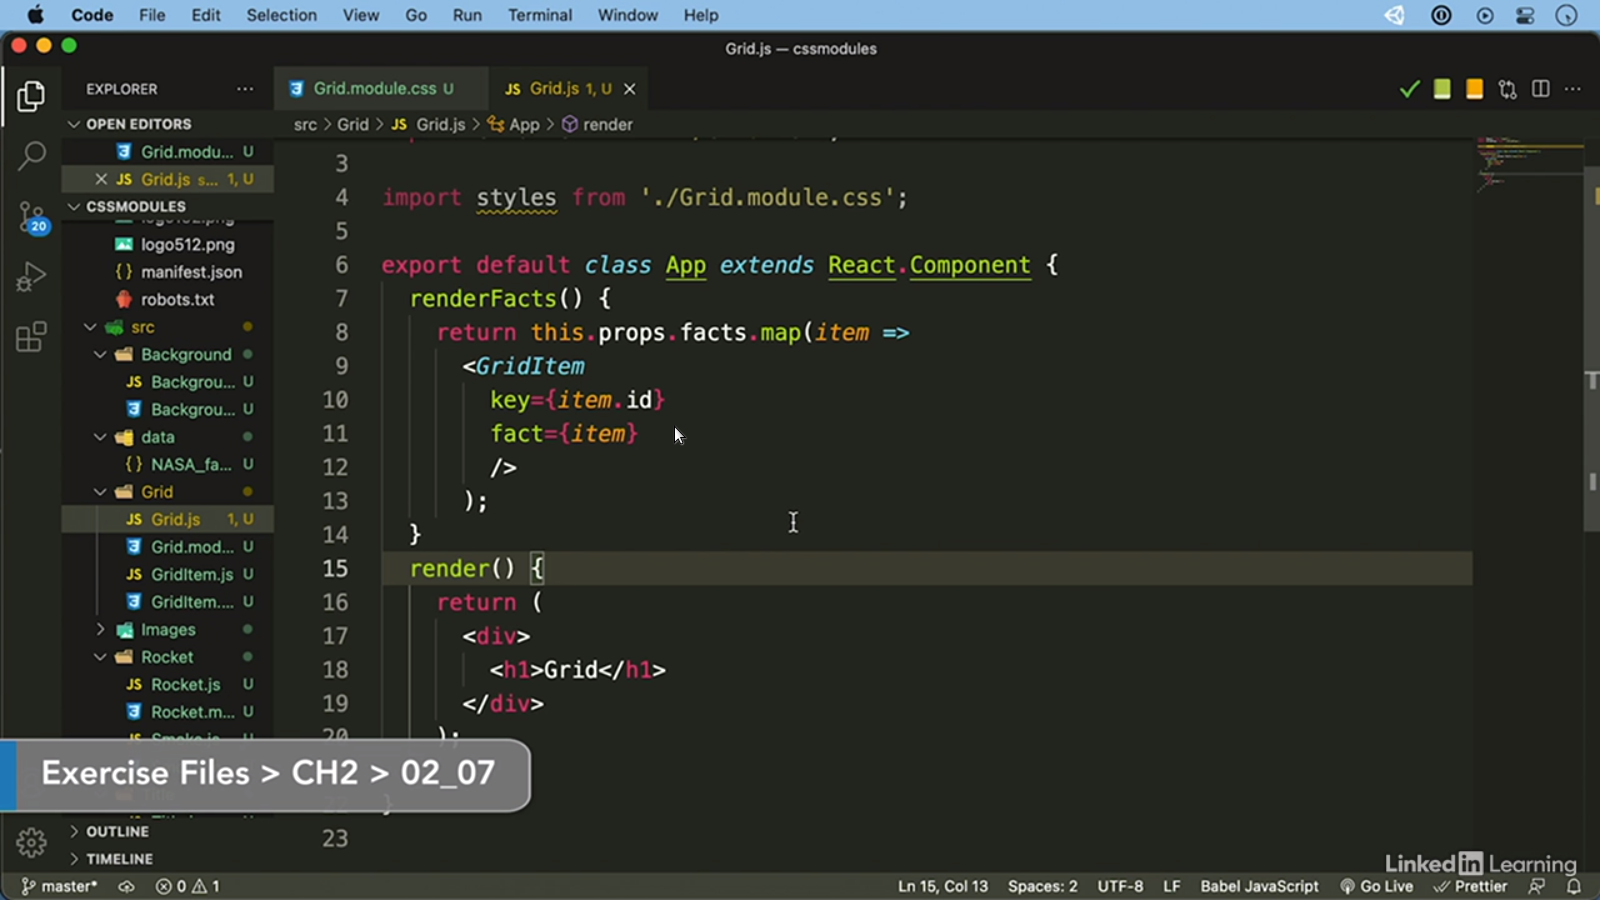 Code File Edit Selection View Go Run Terminal Window Help
Grid.js — cssmodules
EXPLORER
Grid.module.css U
JS Grid.js 1, U
OPEN EDITORS
src > Grid > JS Grid.js > App > render
Grid.modu... U
JS Grid.js s... 1, U
CSSMODULES
logo512.png
{} manifest.json
robots.txt
src
Background
JS Backgrou... U
Backgrou... U
data
{} NASA_fa... U
Grid
JS Grid.js 1, U
Grid.mod... U
JS GridItem.js U
GridItem.... U
Images
Rocket
JS Rocket.js U
Rocket.m... U
20
OUTLINE
TIMELINE
3
4 import styles from './Grid.module.css';
5
6 export default class App extends React.Component {
7 renderFacts() {
8 return this.props.facts.map(item =>
9 <GridItem
10 key={item.id}
11 fact={item}
12 />
13 );
14 }
15 render() {
16 return (
17 <div>
18 <h1>Grid</h1>
19 </div>
20 );
}
23
Exercise Files > CH2 > 02_07
LinkedIn Learning
master* 0 1 Ln 15, Col 13 Spaces: 2 UTF-8 LF Babel JavaScript Go Live Prettier